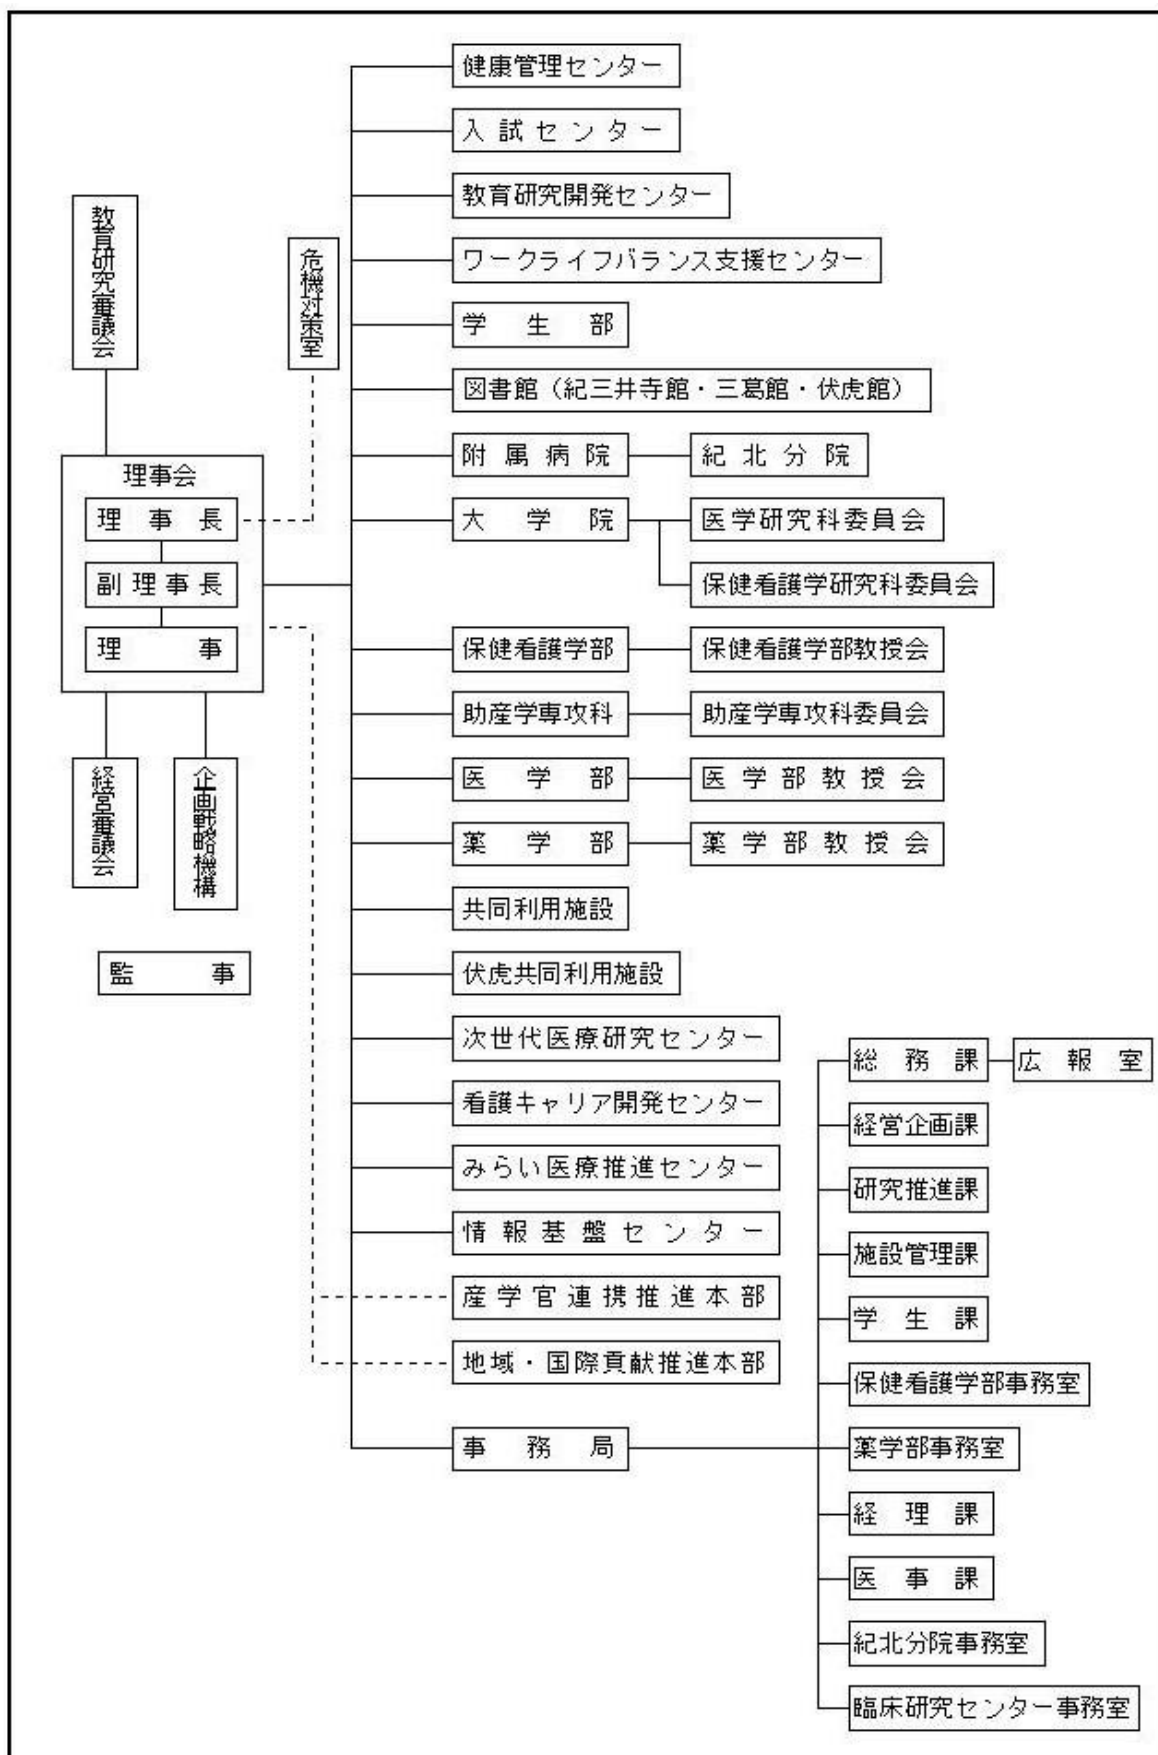 健康管理センター
入試センター
教育研究開発センター
ワークライフバランス支援センター
学生部
図書館（紀三井寺館・三葛館・伏虎館）
附属病院
紀北分院
大学院
医学研究科委員会
保健看護学研究科委員会
保健看護学部
保健看護学部教授会
助産学専攻科
助産学専攻科委員会
医学部
医学部教授会
薬学部
薬学部教授会
共同利用施設
伏虎共同利用施設
次世代医療研究センター
看護キャリア開発センター
みらい医療推進センター
情報基盤センター
産学官連携推進本部
地域・国際貢献推進本部
事務局
教育研究審議会
危機対策室
理事会
理事長
副理事長
理事
経営審議会
企画戦略機構
監事
総務課
広報室
経営企画課
研究推進課
施設管理課
学生課
保健看護学部事務室
薬学部事務室
経理課
医事課
紀北分院事務室
臨床研究センター事務室